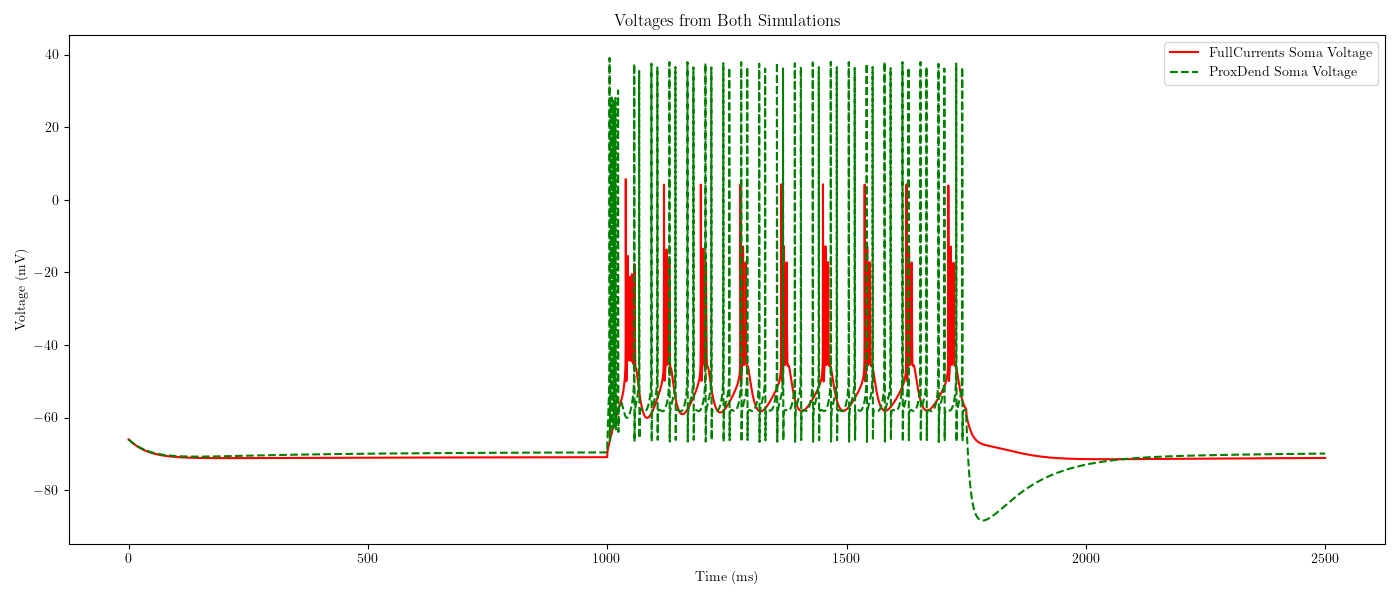 Voltages from Both Simulations
FullCurrents Soma Voltage
ProxDend Soma Voltage
Voltage (mV)
40
20
0
−20
−40
−60
−80
0
500
1000
1500
2000
2500
Time (ms)